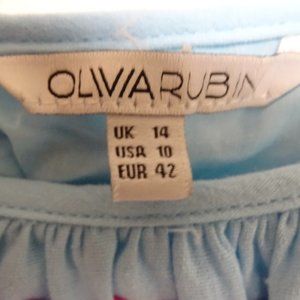 OLIVIA RUBIN
UK 14
USA 10
EUR 42